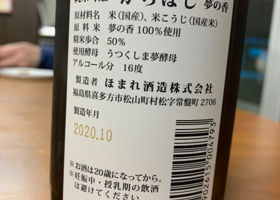 からはし 夢の香
原材料名 米(国産)、米こうじ(国産米)
原 料 米 夢の香 100%使用
精米歩合 50%
使用酵母 うつくしま夢酵母
アルコール分 16度
製造者 ほまれ酒造株式会社
福島県喜多方市松山町村松字常盤町 2706
製造年月
2020.10
お酒は20歳になってから。
妊娠中・授乳期の飲酒
は避けてください。
902615004793